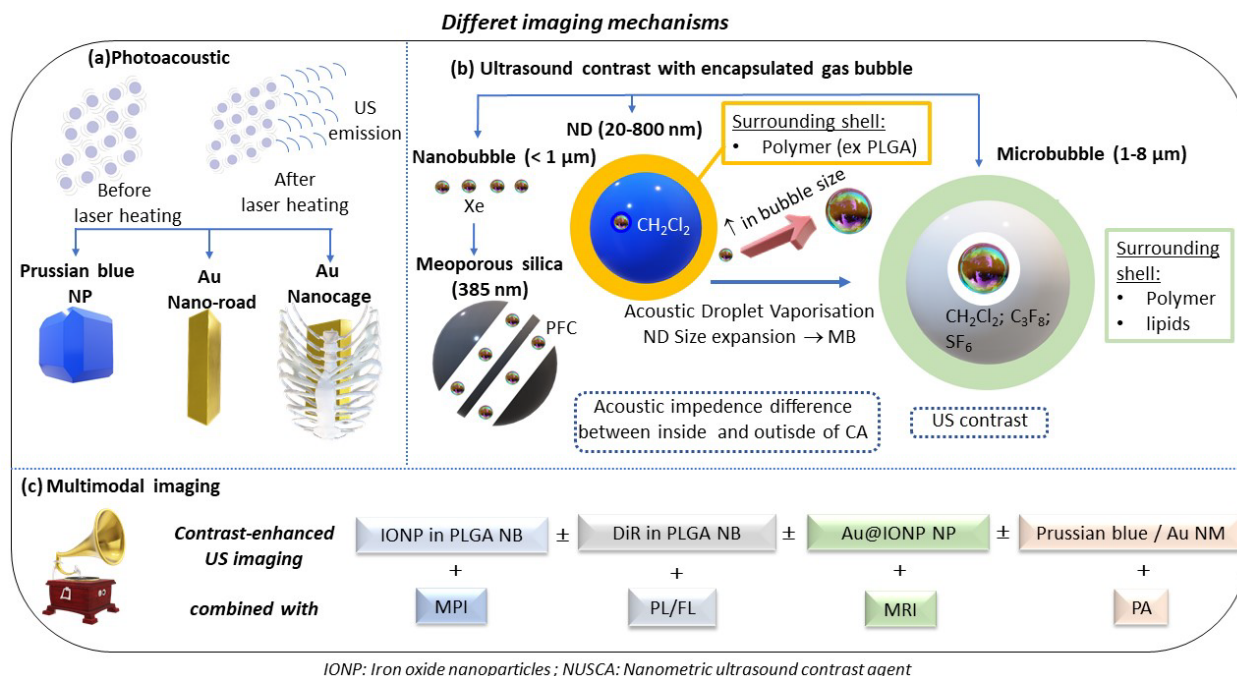 Differet imaging mechanisms
(a)Photoacoustic
US
emission
Before
laser heating
After
laser heating
Prussian blue
NP
Au
Nano-road
Au
Nanocage
(b) Ultrasound contrast with encapsulated gas bubble
ND (20-800 nm)
Surrounding shell:
• Polymer (ex PLGA)
Nanobubble (< 1 μm)
Xe
Microbubble (1-8 μm)
CH₂Cl₂
↑ in bubble size
Meoporous silica
(385 nm)
PFC
Acoustic Droplet Vaporisation
ND Size expansion → MB
CH₂Cl₂; C₃F₈;
SF₆
Surrounding
shell:
• Polymer
• lipids
Acoustic impedence difference
between inside and outisde of CA
US contrast
(c) Multimodal imaging
Contrast-enhanced
US imaging
IONP in PLGA NB ± DiR in PLGA NB ± Au@IONP NP ± Prussian blue / Au NM
+ + + +
combined with
MPI PL/FL MRI PA
IONP: Iron oxide nanoparticles ; NUSCA: Nanometric ultrasound contrast agent